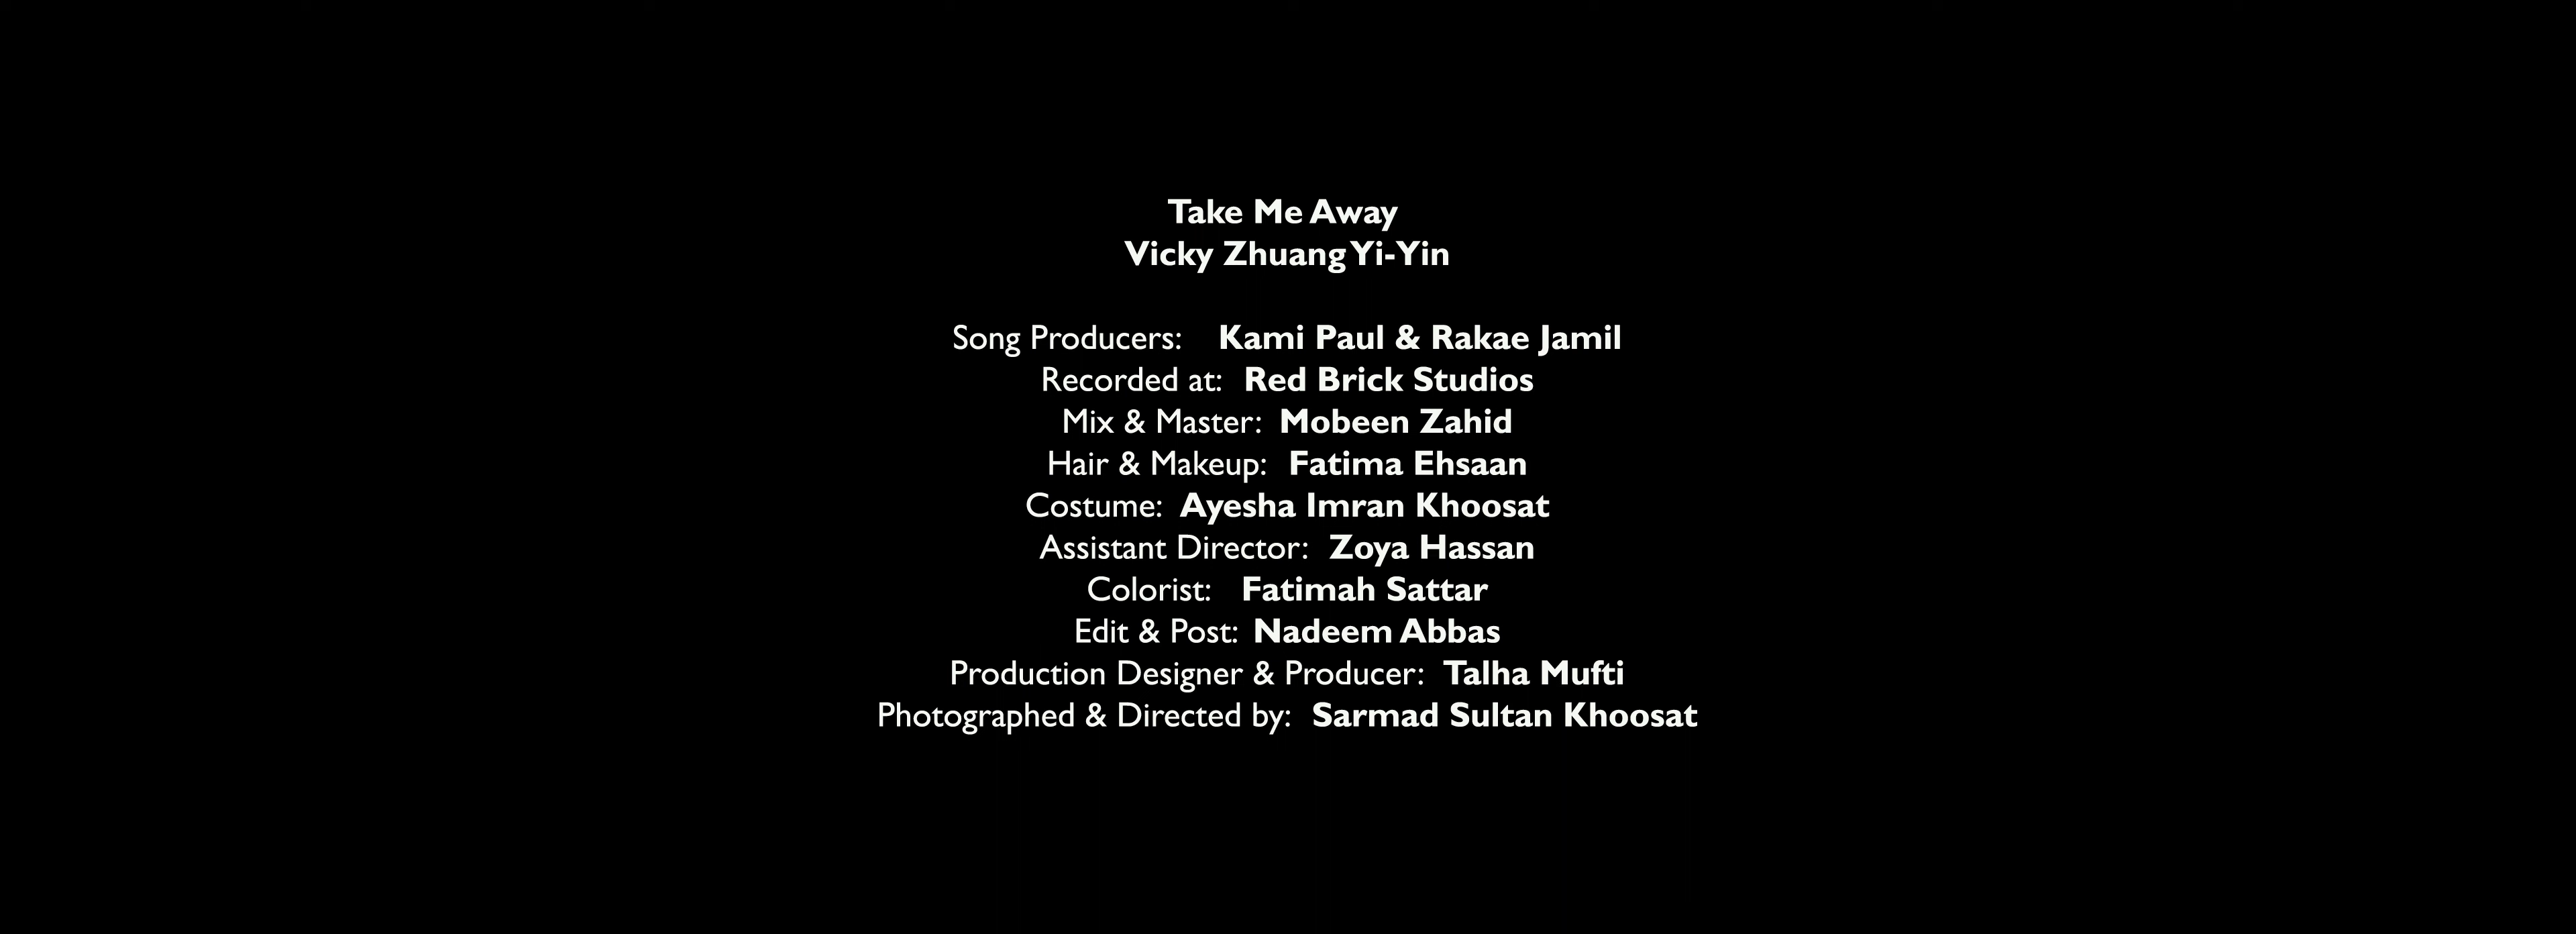 Take Me Away
Vicky Zhuang Yi-Yin
Song Producers: Kami Paul & Rakae Jamil
Recorded at: Red Brick Studios
Mix & Master: Mobeen Zahid
Hair & Makeup: Fatima Ehsaan
Costume: Ayesha Imran Khoosat
Assistant Director: Zoya Hassan
Colorist: Fatimah Sattar
Edit & Post: Nadeem Abbas
Production Designer & Producer: Talha Mufti
Photographed & Directed by: Sarmad Sultan Khoosat